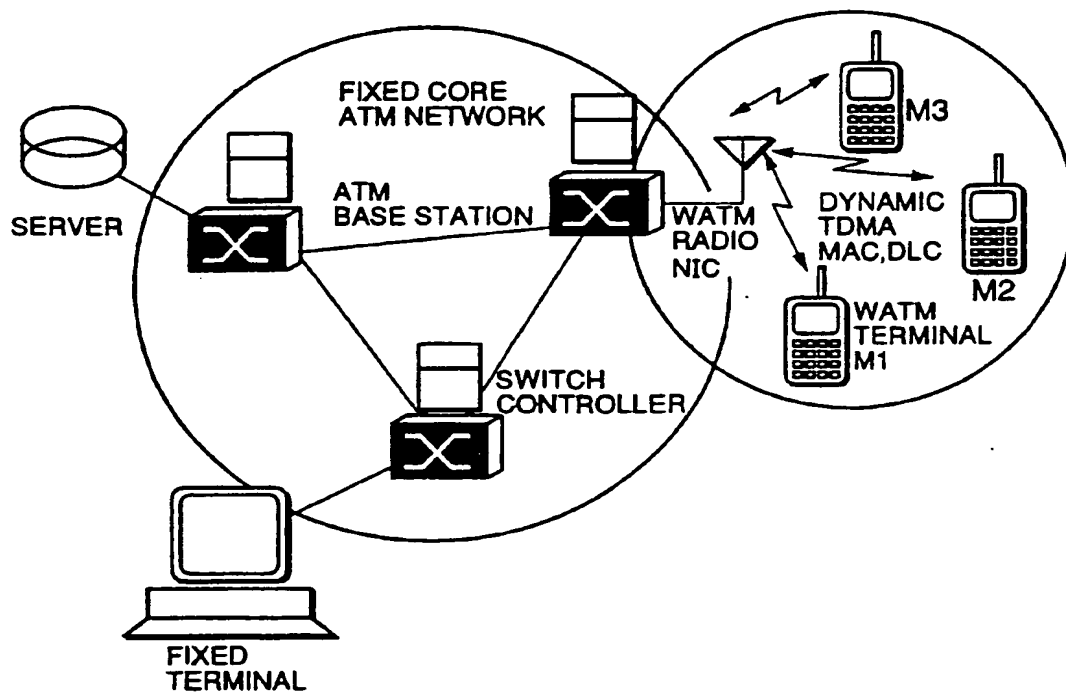 FIXED CORE
ATM NETWORK
M3
SERVER
ATM
BASE STATION
WATM
RADIO
NIC
DYNAMIC
TDMA
MAC,DLC
M2
WATM
TERMINAL
M1
SWITCH
CONTROLLER
FIXED
TERMINAL